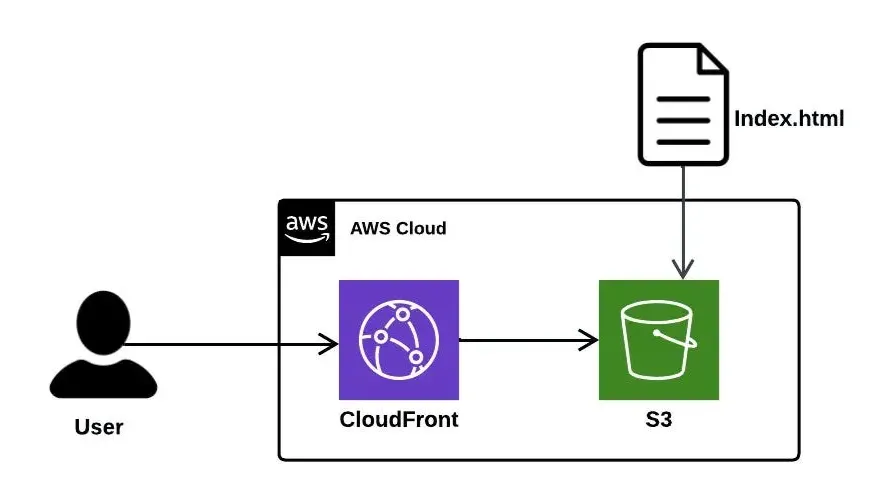 Index.html
aws
AWS Cloud
User
CloudFront
S3